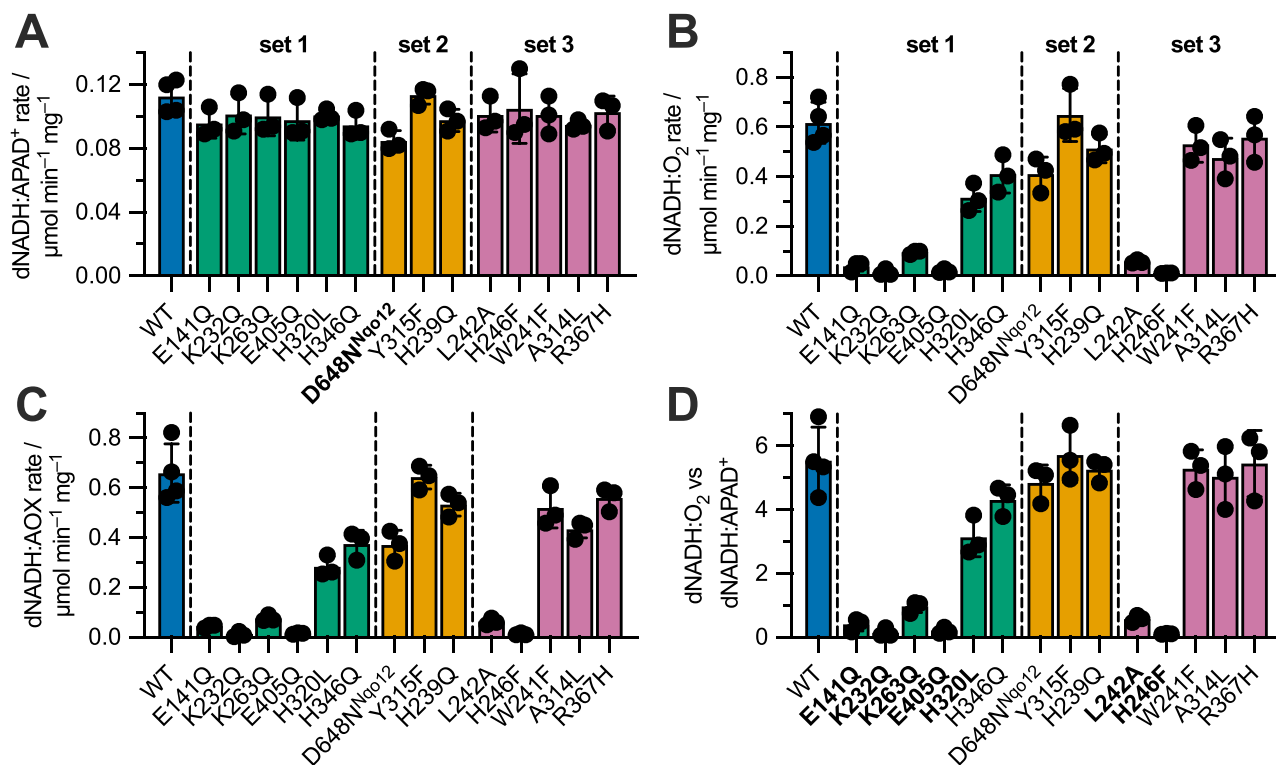 A
set 1 set 2 set 3
dNADH:APAD⁺ rate /
µmol min⁻¹ mg⁻¹
0.12
0.08
0.04
0.00
WT
E141Q
K232Q
K263Q
E405Q
H320L
H346Q
D648N^Nqo12
Y315F
H239Q
L242A
H246F
W241F
A314L
R367H
B
set 1 set 2 set 3
dNADH:O₂ rate /
µmol min⁻¹ mg⁻¹
0.8
0.6
0.4
0.2
0.0
WT
E141Q
K232Q
K263Q
E405Q
H320L
H346Q
D648N^Nqo12
Y315F
H239Q
L242A
H246F
W241F
A314L
R367H
C
dNADH:AOX rate /
µmol min⁻¹ mg⁻¹
0.8
0.6
0.4
0.2
0.0
WT
E141Q
K232Q
K263Q
E405Q
H320L
H346Q
D648N^Nqo12
Y315F
H239Q
L242A
H246F
W241F
A314L
R367H
D
dNADH:O₂ vs
dNADH:APAD⁺
6
4
2
0
WT
E141Q
K232Q
K263Q
E405Q
H320L
H346Q
D648N^Nqo12
Y315F
H239Q
L242A
H246F
W241F
A314L
R367H